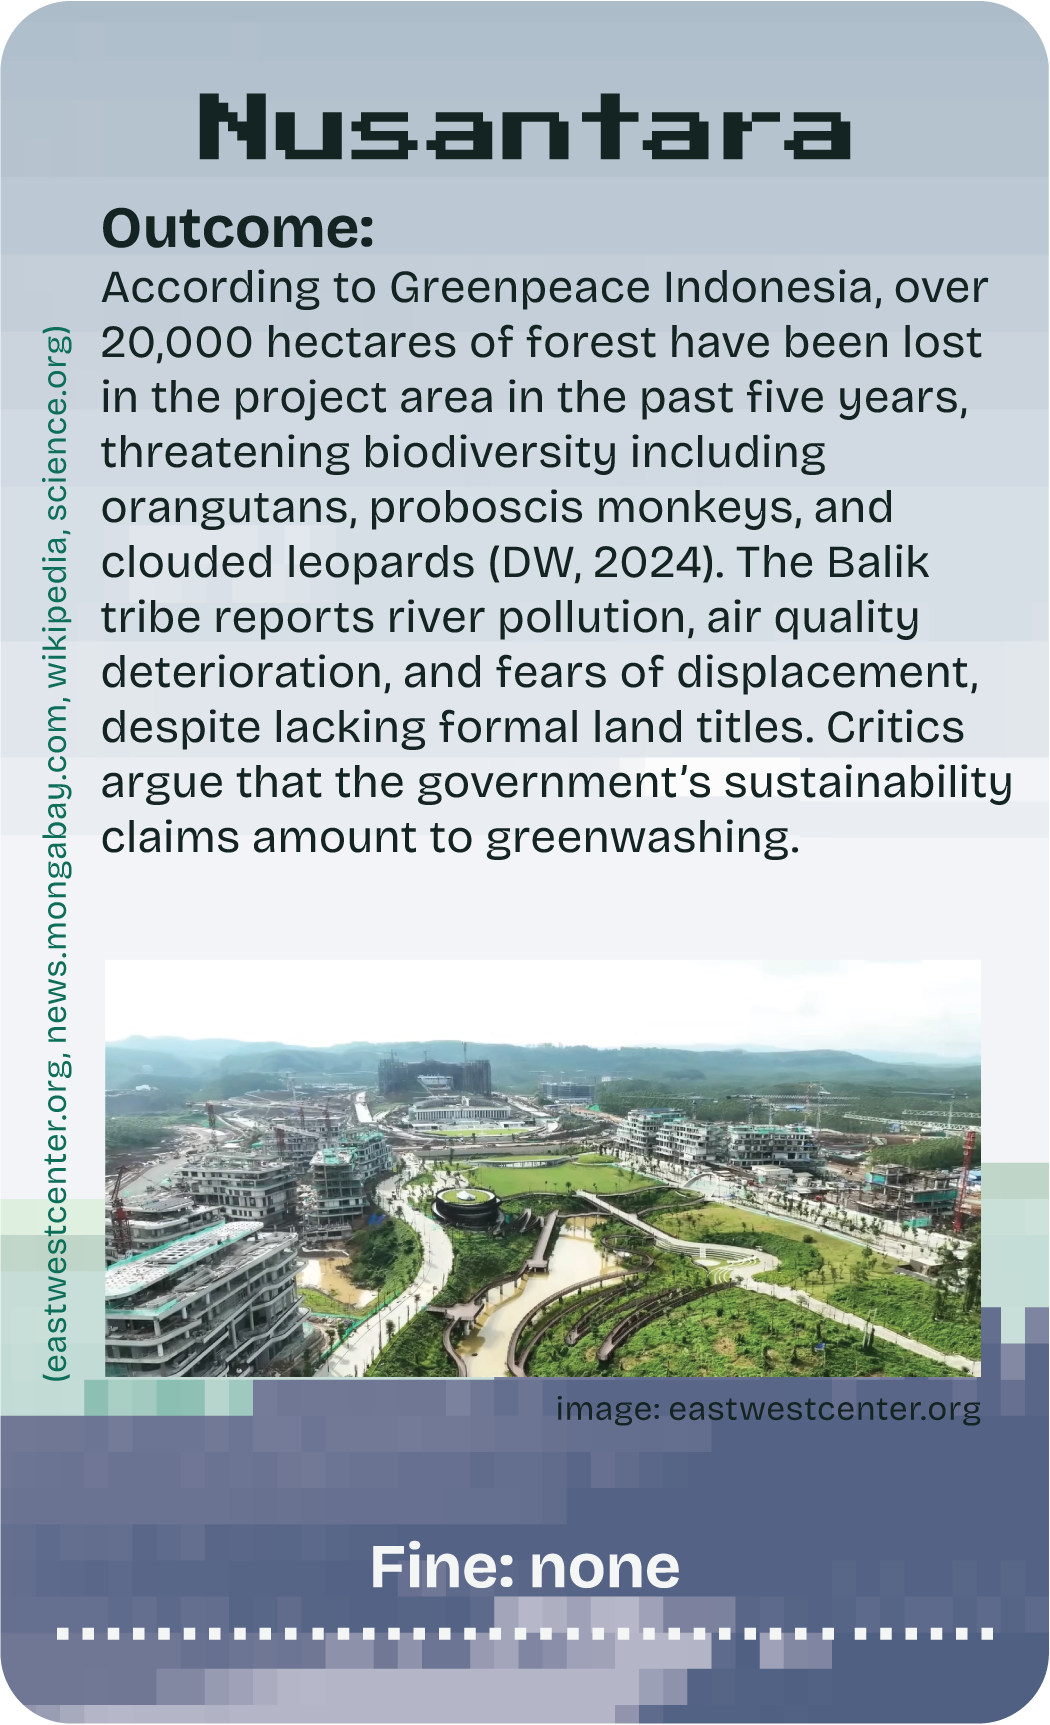 Nusantara
Outcome:
According to Greenpeace Indonesia, over
20,000 hectares of forest have been lost
in the project area in the past five years,
threatening biodiversity including
orangutans, proboscis monkeys, and
clouded leopards (DW, 2024). The Balik
tribe reports river pollution, air quality
deterioration, and fears of displacement,
despite lacking formal land titles. Critics
argue that the government’s sustainability
claims amount to greenwashing.
(eastwestcenter.org, news.mongabay.com, wikipedia, science.org)
image: eastwestcenter.org
Fine: none